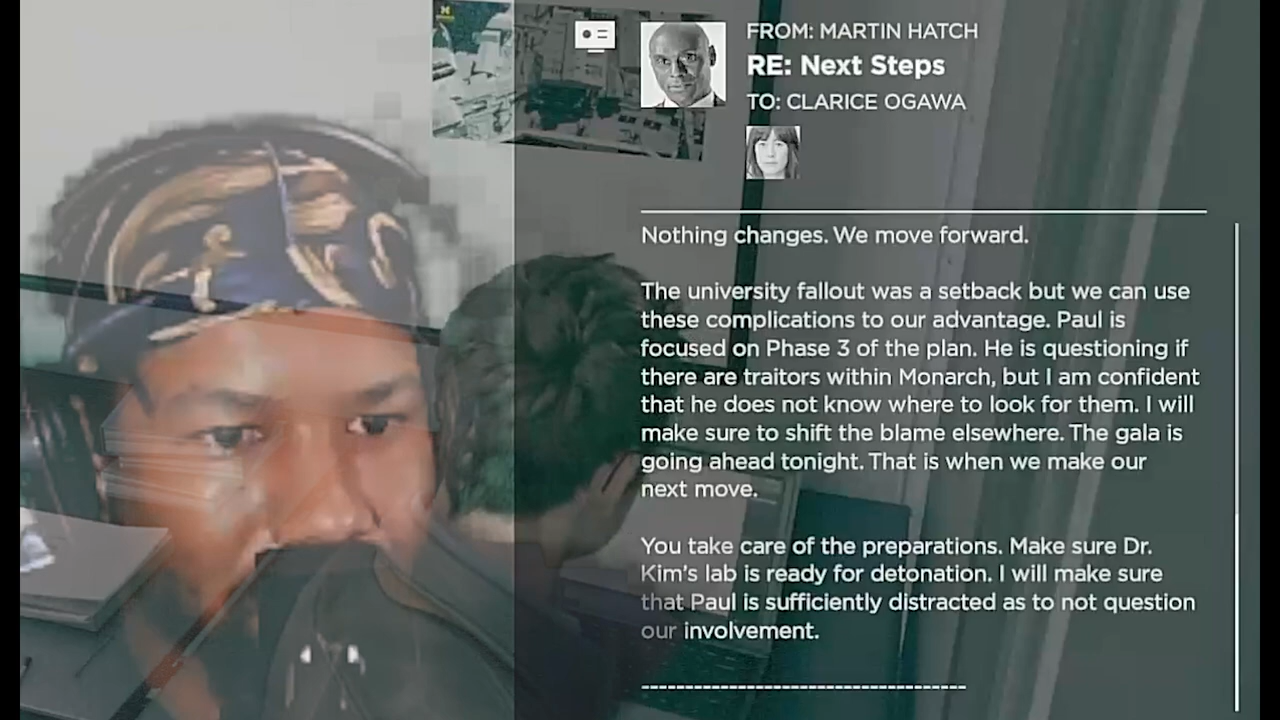 FROM: MARTIN HATCH
RE: Next Steps
TO: CLARICE OGAWA
Nothing changes. We move forward.
The university fallout was a setback but we can use
these complications to our advantage. Paul is
focused on Phase 3 of the plan. He is questioning if
there are traitors within Monarch, but I am confident
that he does not know where to look for them. I will
make sure to shift the blame elsewhere. The gala is
going ahead tonight. That is when we make our
next move.
You take care of the preparations. Make sure Dr.
Kim’s lab is ready for detonation. I will make sure
that Paul is sufficiently distracted as to not question
our involvement.
-------------------------------------